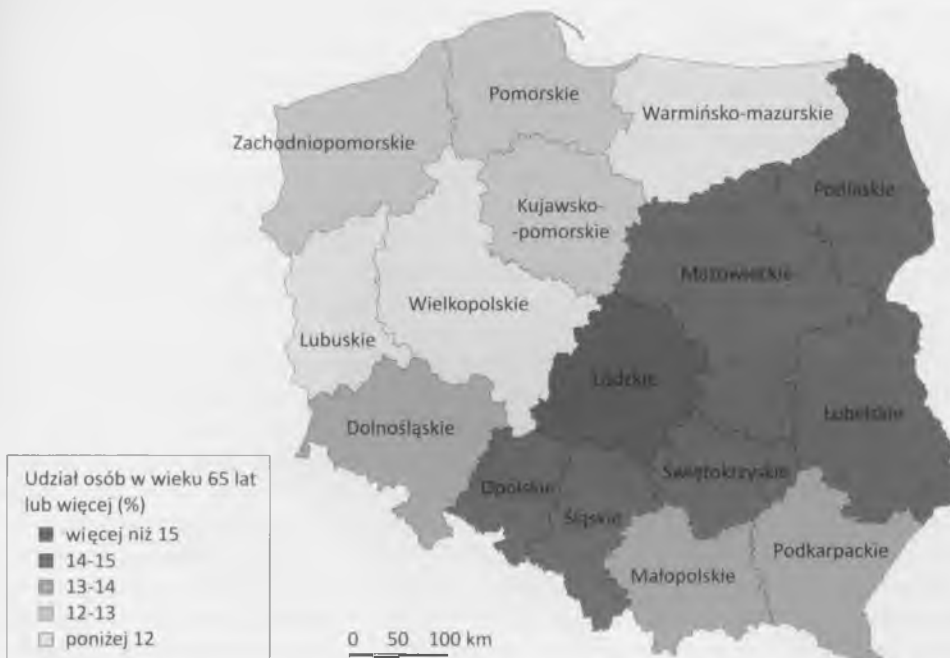 Pomorskie
Warmińsko-mazurskie
Zachodniopomorskie
Podlaskie
Kujawsko-
-pomorskie
Mazowieckie
Wielkopolskie
Lubuskie
Łódzkie
Lubelskie
Dolnośląskie
Świętokrzyskie
Opolskie
Śląskie
Podkarpackie
Małopolskie
Udział osób w wieku 65 lat
lub więcej (%)
więcej niż 15
14-15
13-14
12-13
poniżej 12
0 50 100 km